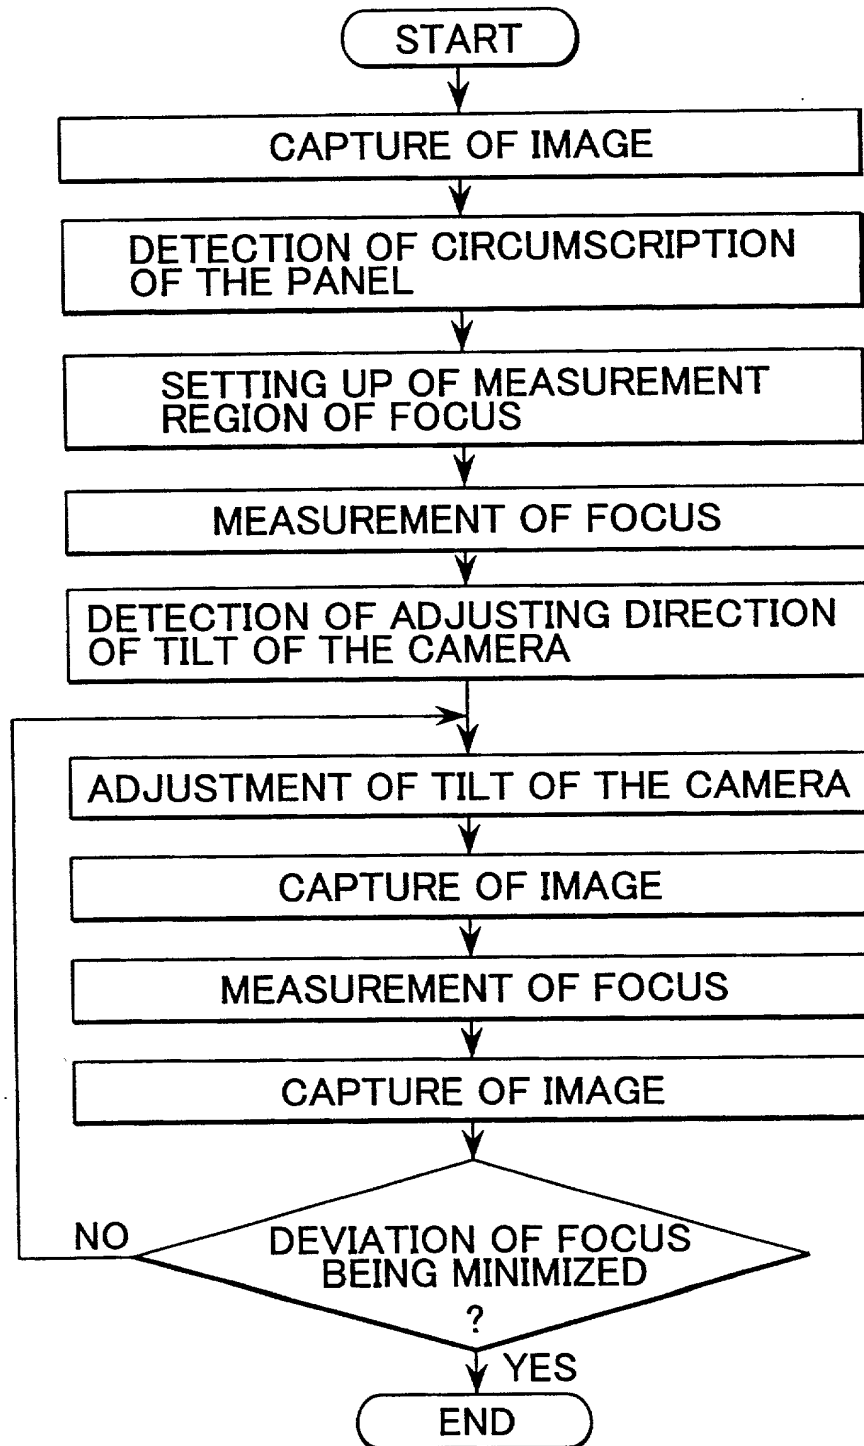 START
CAPTURE OF IMAGE
DETECTION OF CIRCUMSCRIPTION
OF THE PANEL
SETTING UP OF MEASUREMENT
REGION OF FOCUS
MEASUREMENT OF FOCUS
DETECTION OF ADJUSTING DIRECTION
OF TILT OF THE CAMERA
ADJUSTMENT OF TILT OF THE CAMERA
CAPTURE OF IMAGE
MEASUREMENT OF FOCUS
CAPTURE OF IMAGE
NO
DEVIATION OF FOCUS
BEING MINIMIZED
?
YES
END